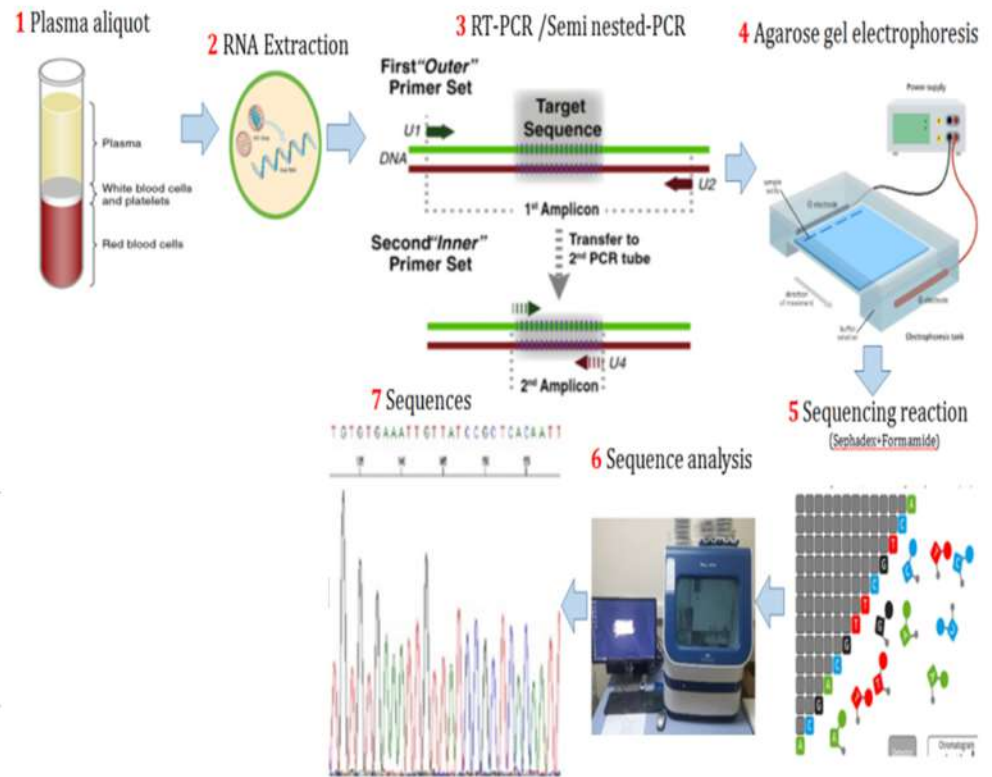 1 Plasma aliquot
Plasma
White blood cells
and platelets
Red blood cells
2 RNA Extraction
3 RT-PCR /Semi nested-PCR
First "Outer"
Primer Set
Target
Sequence
U1
DNA
U2
1st Amplicon
Second "Inner"
Primer Set
Transfer to
2nd PCR tube
U4
2nd Amplicon
4 Agarose gel electrophoresis
Power supply
direction
of movement
Electrophoresis tank
5 Sequencing reaction
(Sephadex+Formamide)
A
C
T
G
C
T
T
G
C
A
G
C
A
6 Sequence analysis
7 Sequences
T G T G T G A A A T T G T T A T C C G C T C A C A A T T